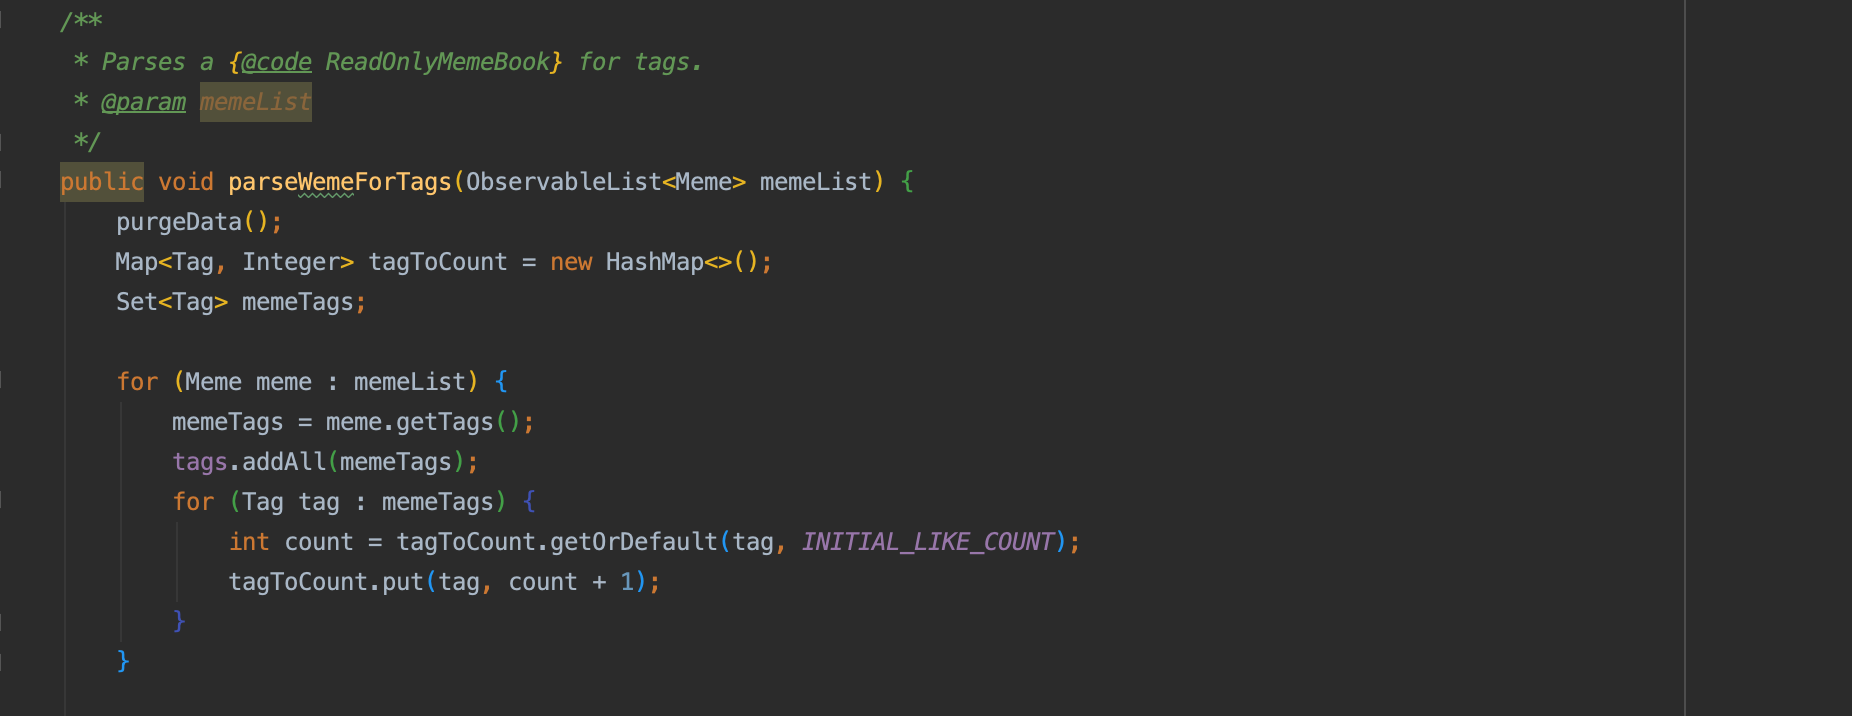 /**
 * Parses a {@code ReadOnlyMemeBook} for tags.
 * @param memeList
 */
public void parseWemeForTags(ObservableList<Meme> memeList) {
    purgeData();
    Map<Tag, Integer> tagToCount = new HashMap<>();
    Set<Tag> memeTags;

    for (Meme meme : memeList) {
        memeTags = meme.getTags();
        tags.addAll(memeTags);
        for (Tag tag : memeTags) {
            int count = tagToCount.getOrDefault(tag, INITIAL_LIKE_COUNT);
            tagToCount.put(tag, count + 1);
        }
    }